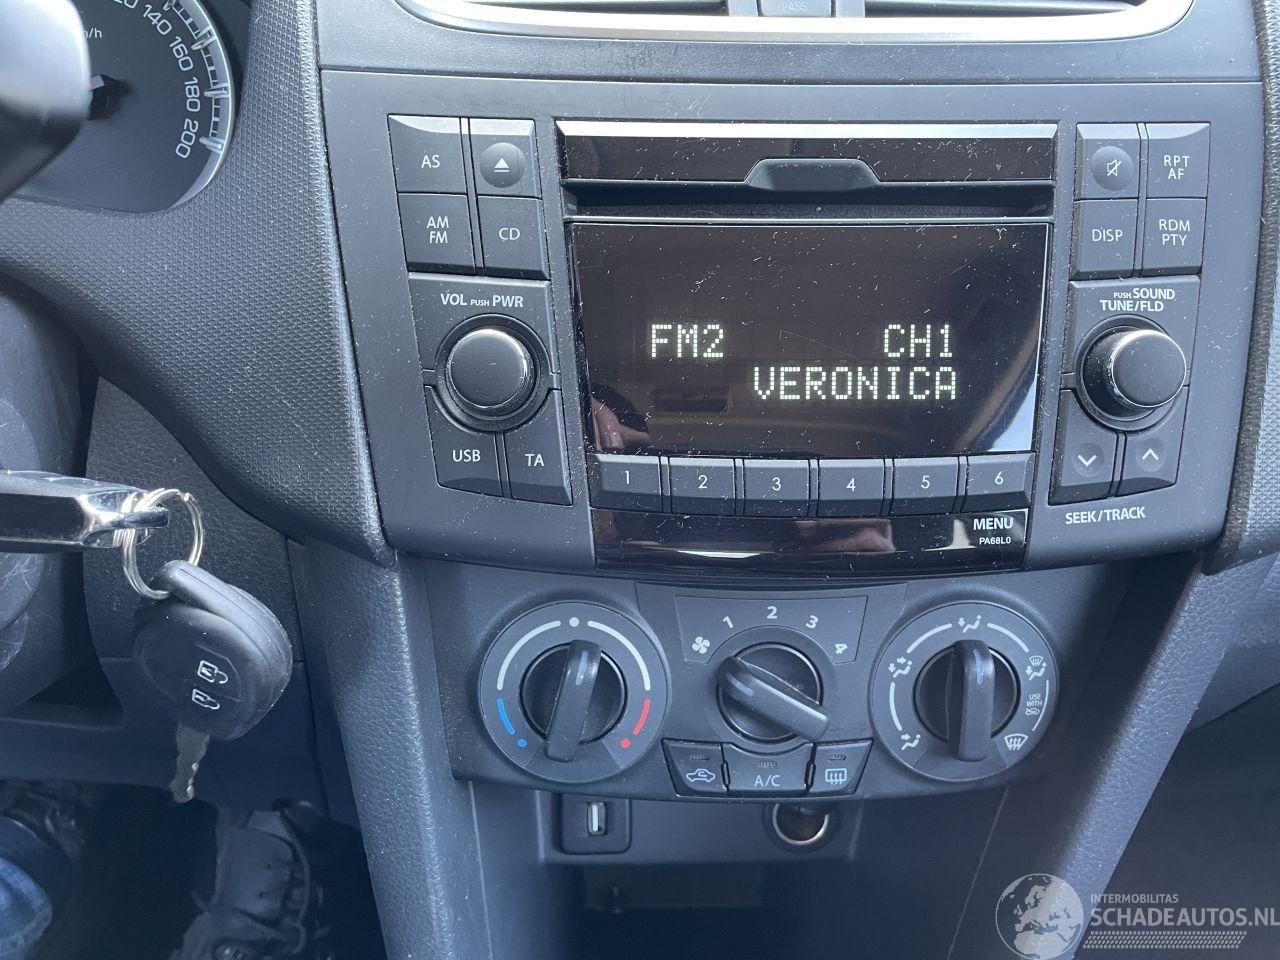 PASS
120 140 160 180 200
AS
AM
FM
CD
VOL PUSH PWR
USB
TA
FM2 CH1
VERONICA
1 2 3 4 5 6
MENU
PA68L0
RPT
AF
DISP
RDM
PTY
PUSH SOUND
TUNE/FLD
SEEK/TRACK
1 2 3 4
A/C
USE
WITH
INTERMOBILITAS
SCHADEAUTOS.NL